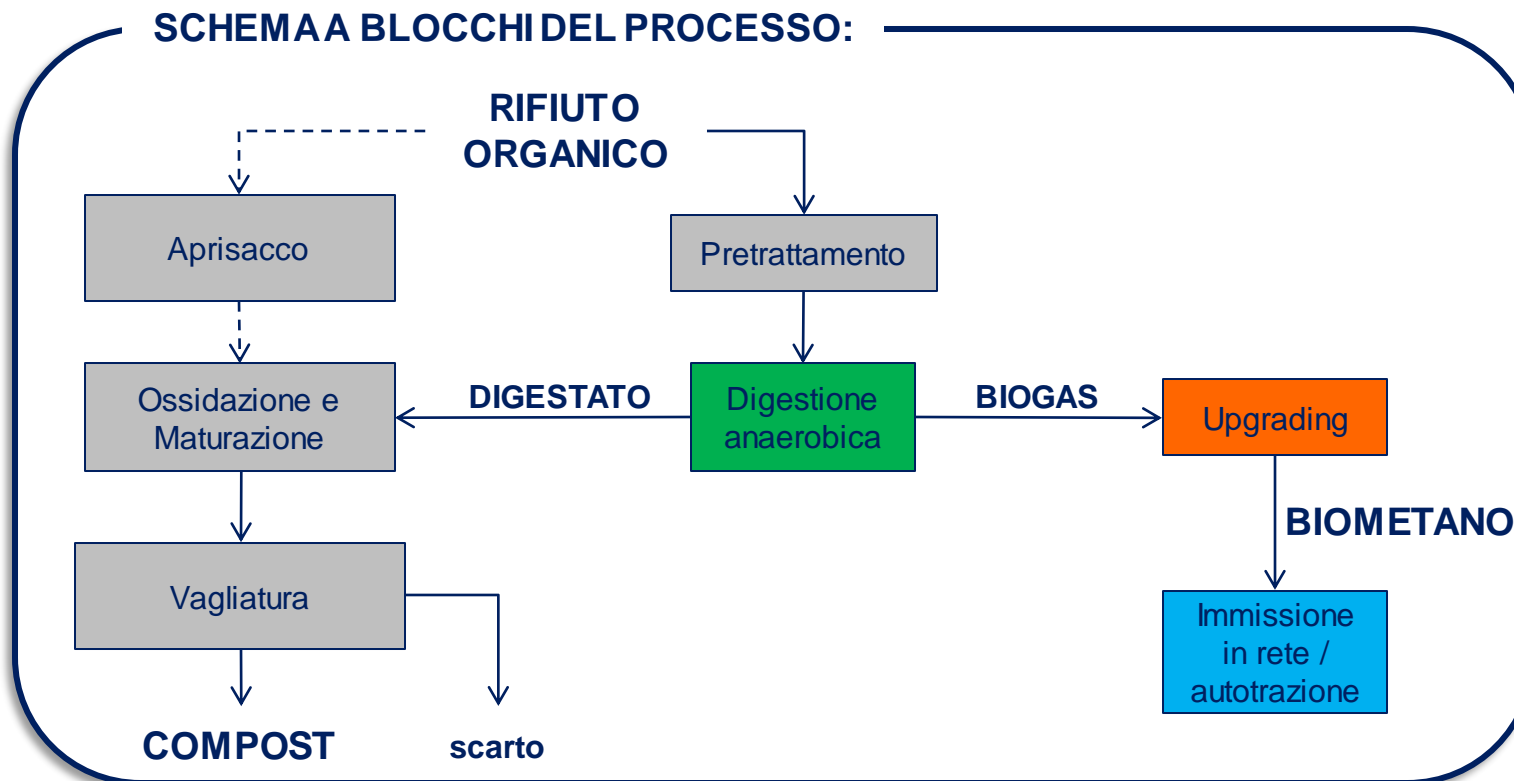 SCHEMA A BLOCCHI DEL PROCESSO:
RIFIUTO
ORGANICO
Aprisacco
Pretrattamento
Ossidazione e
Maturazione
DIGESTATO
Digestione
anaerobica
BIOGAS
Upgrading
BIOMETANO
Vagliatura
Immissione
in rete /
autotrazione
COMPOST
scarto